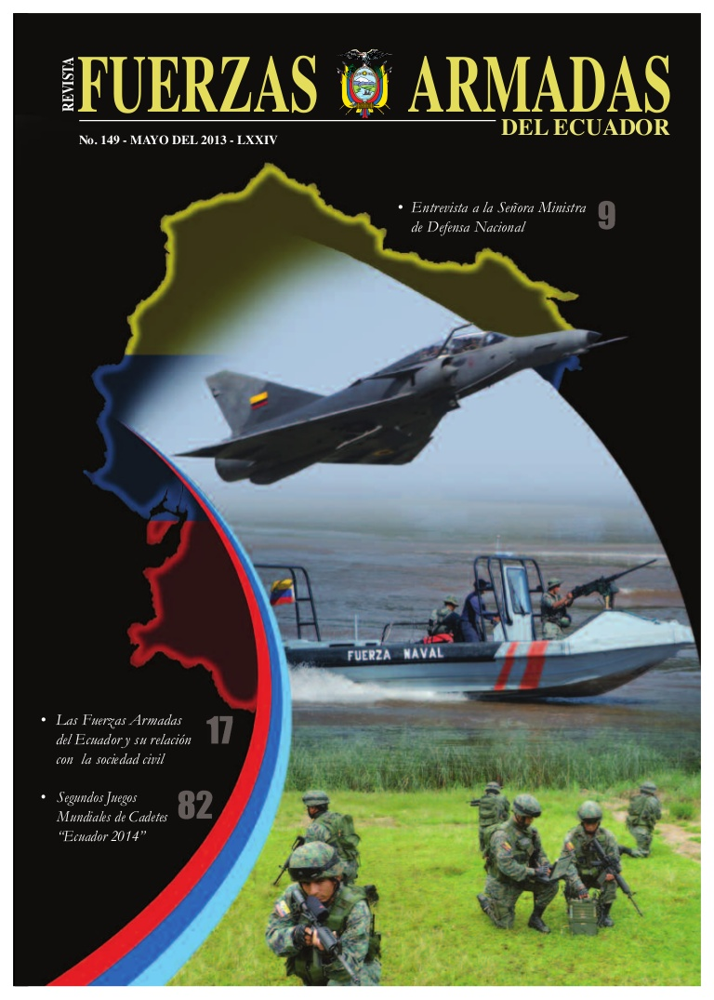 REVISTA
FUERZAS ARMADAS
DEL ECUADOR
No. 149 - MAYO DEL 2013 - LXXIV
• Entrevista a la Señora Ministra
de Defensa Nacional
9
FUERZA NAVAL
• Las Fuerzas Armadas
del Ecuador y su relación
con la sociedad civil
17
• Segundos Juegos
Mundiales de Cadetes
“Ecuador 2014”
82